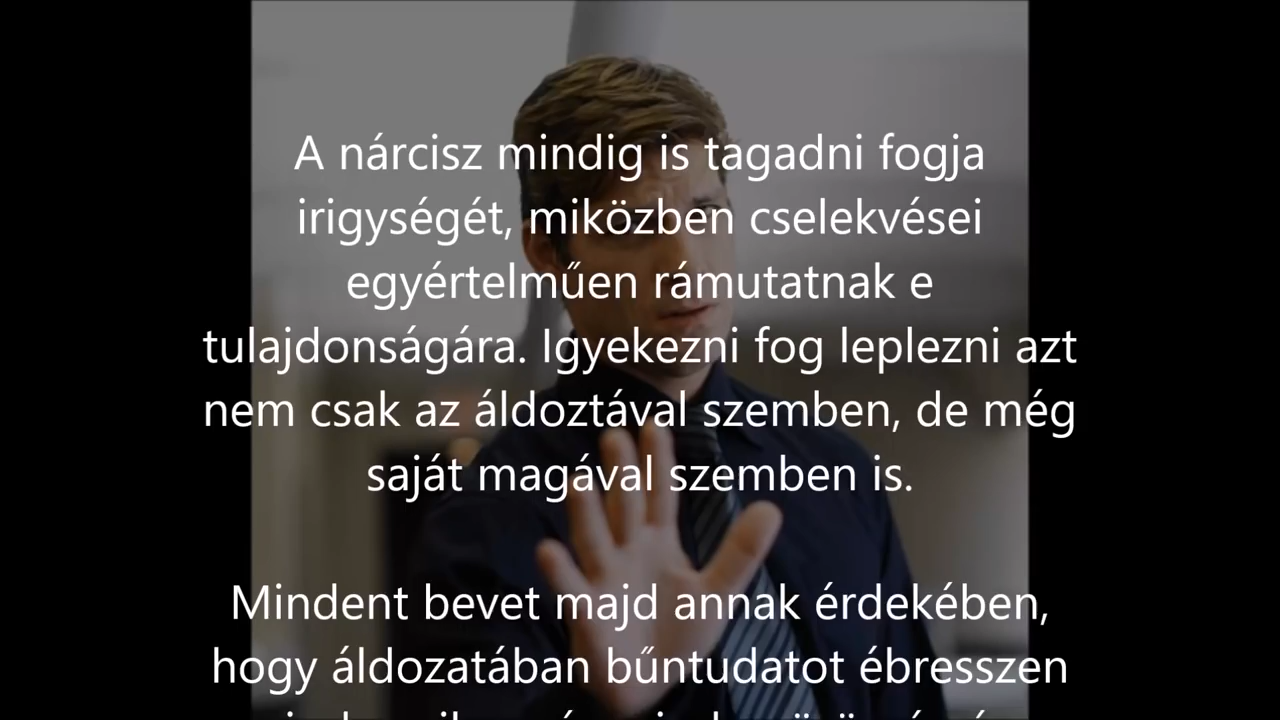 A nárcisz mindig is tagadni fogja
irigységét, miközben cselekvései
egyértelműen rámutatnak e
tulajdonságára. Igyekezni fog leplezni azt
nem csak az áldoztával szemben, de még
saját magával szemben is.
Mindent bevet majd annak érdekében,
hogy áldozatában bűntudatot ébresszen